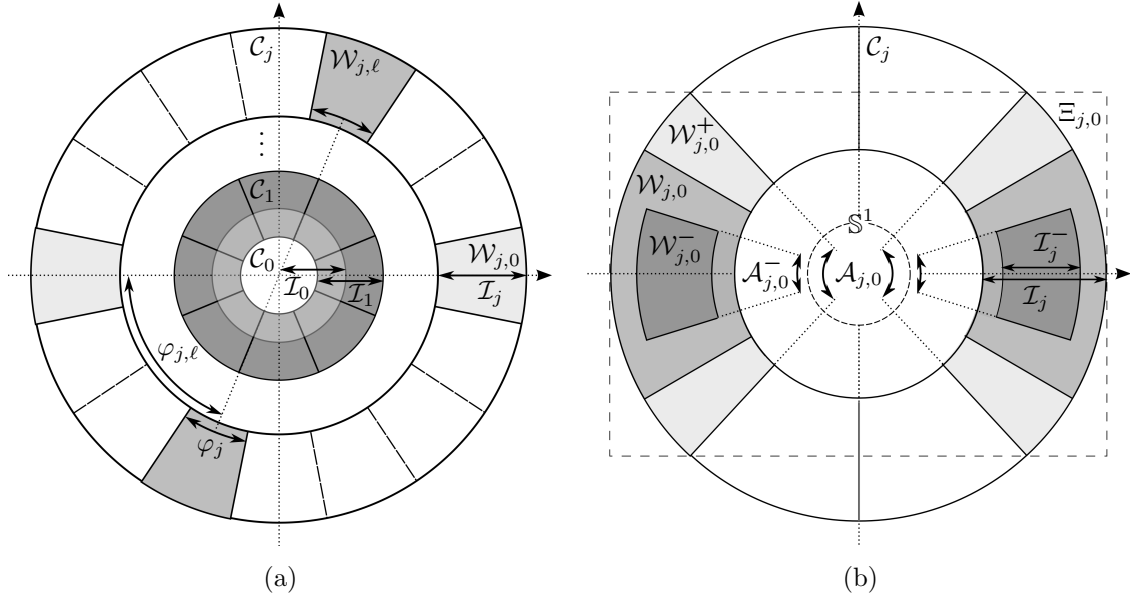 𝒞_j
𝒲_{j,ℓ}
⋮
𝒞_1
𝒞_0
ℐ_0
ℐ_1
𝒲_{j,0}
ℐ_j
φ_{j,ℓ}
φ_j
(a)
𝒞_j
Ξ_{j,0}
𝒲^+_{j,0}
𝒲_{j,0}
𝕊^1
𝒲^-_{j,0}
𝒜^-_{j,0}
𝒜_{j,0}
ℐ^-_j
ℐ_j
(b)